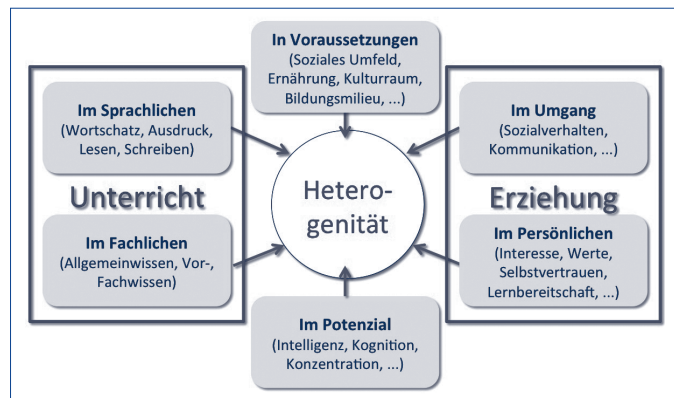 In Voraussetzungen
(Soziales Umfeld,
Ernährung, Kulturraum,
Bildungsmilieu, ...)
Im Sprachlichen
(Wortschatz, Ausdruck,
Lesen, Schreiben)
Unterricht
Im Fachlichen
(Allgemeinwissen, Vor-,
Fachwissen)
Hetero-
genität
Im Umgang
(Sozialverhalten,
Kommunikation, ...)
Erziehung
Im Persönlichen
(Interesse, Werte,
Selbstvertrauen,
Lernbereitschaft, ...)
Im Potenzial
(Intelligenz, Kognition,
Konzentration, ...)